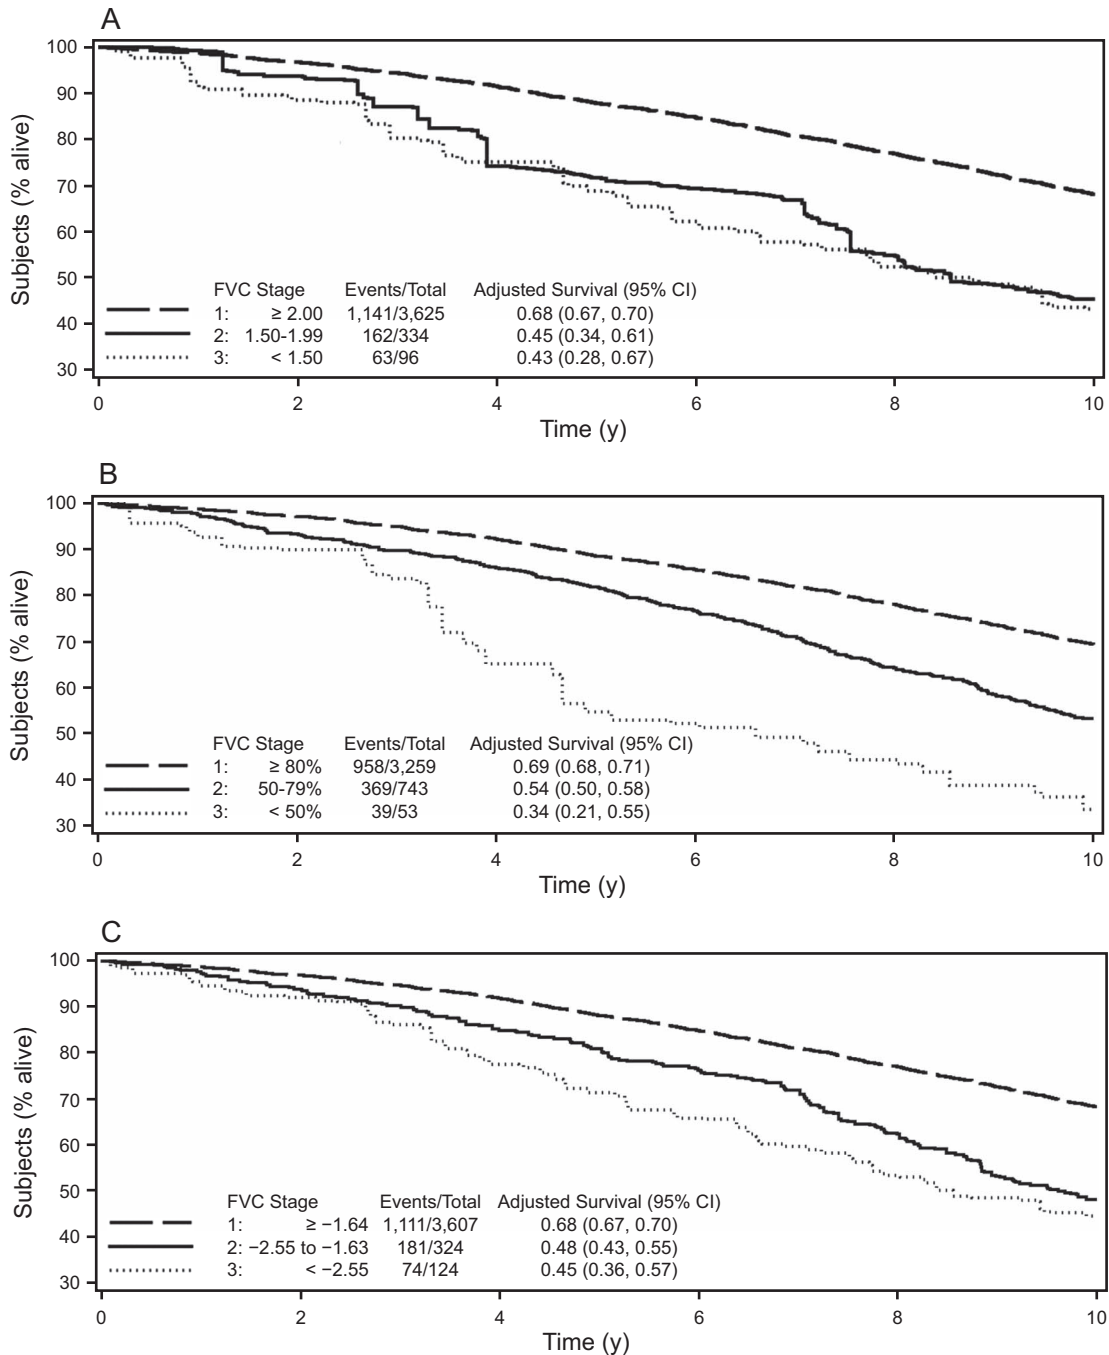 A
Subjects (% alive)
100
90
80
70
60
50
40
30
FVC Stage Events/Total Adjusted Survival (95% CI)
1: ≥ 2.00 1,141/3,625 0.68 (0.67, 0.70)
2: 1.50-1.99 162/334 0.45 (0.34, 0.61)
3: < 1.50 63/96 0.43 (0.28, 0.67)
0 2 4 6 8 10
Time (y)
B
Subjects (% alive)
100
90
80
70
60
50
40
30
FVC Stage Events/Total Adjusted Survival (95% CI)
1: ≥ 80% 958/3,259 0.69 (0.68, 0.71)
2: 50-79% 369/743 0.54 (0.50, 0.58)
3: < 50% 39/53 0.34 (0.21, 0.55)
0 2 4 6 8 10
Time (y)
C
Subjects (% alive)
100
90
80
70
60
50
40
30
FVC Stage Events/Total Adjusted Survival (95% CI)
1: ≥ −1.64 1,111/3,607 0.68 (0.67, 0.70)
2: −2.55 to −1.63 181/324 0.48 (0.43, 0.55)
3: < −2.55 74/124 0.45 (0.36, 0.57)
0 2 4 6 8 10
Time (y)